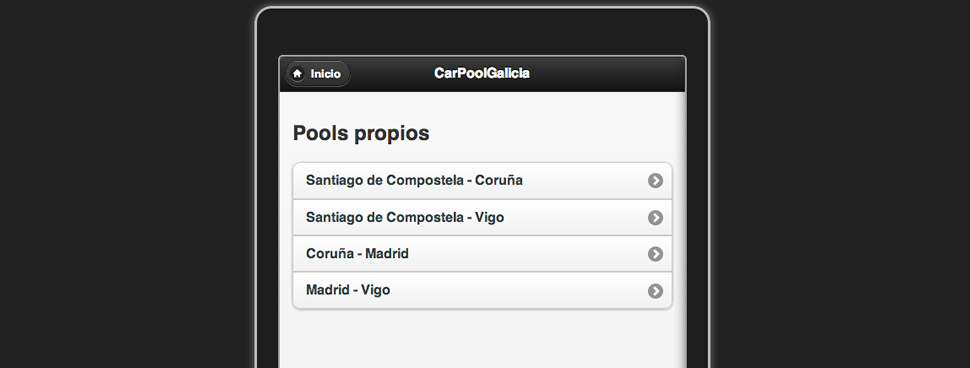 Inicio
CarPoolGalicia
Pools propios
Santiago de Compostela - Coruña
Santiago de Compostela - Vigo
Coruña - Madrid
Madrid - Vigo